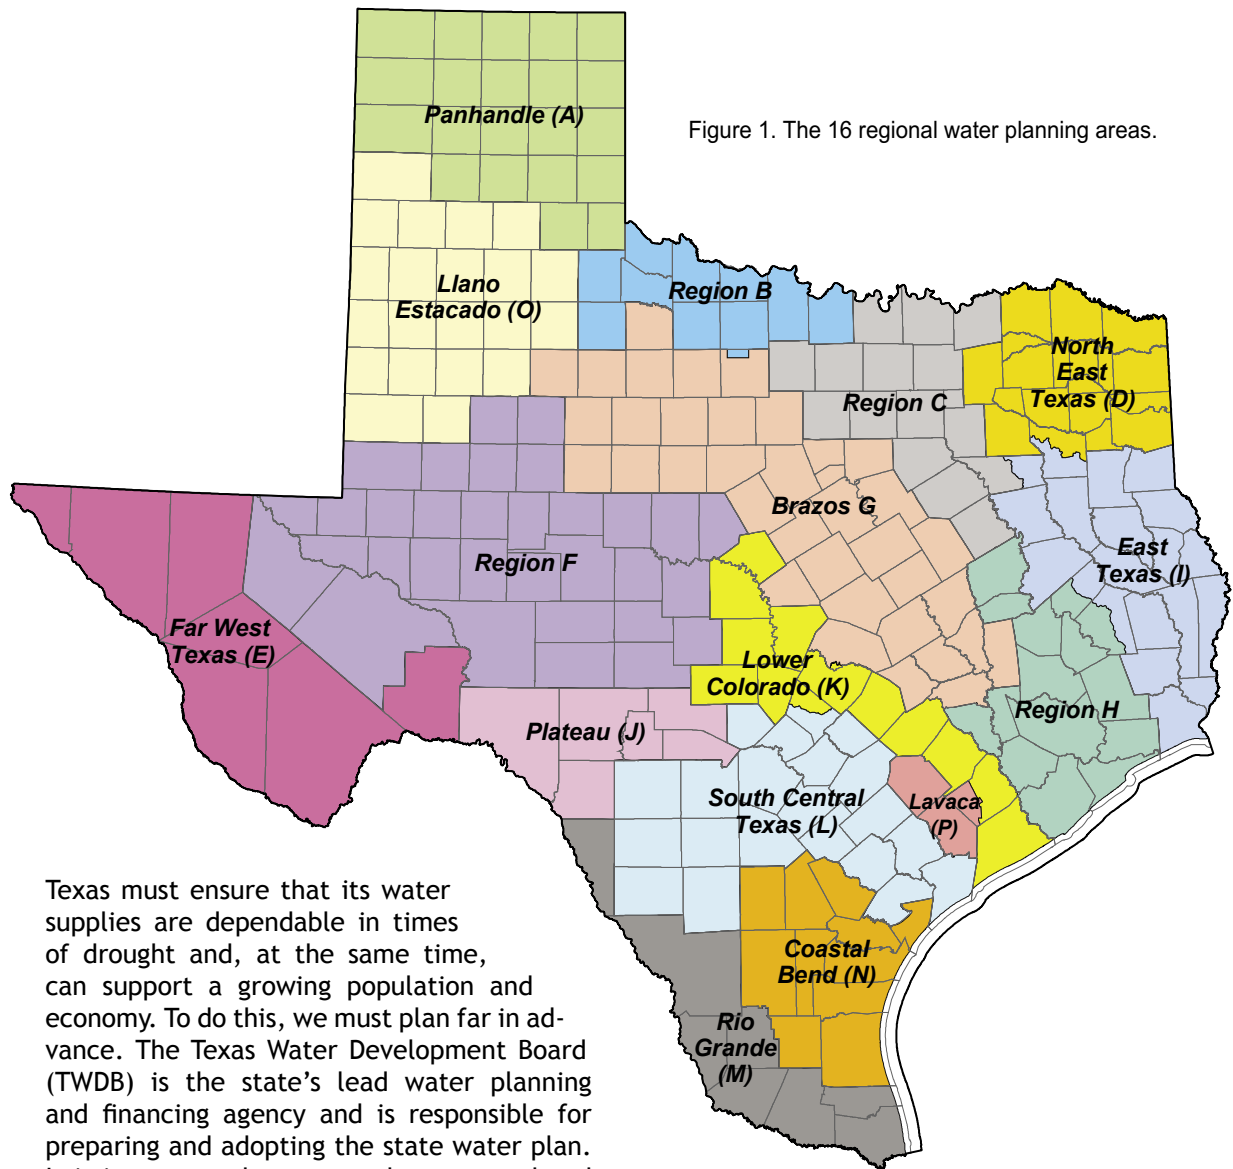 Panhandle (A)
Figure 1. The 16 regional water planning areas.
Llano
Estacado (O)
Region B
North
East
Texas (D)
Region C
Brazos G
East
Texas (I)
Region F
Far West
Texas (E)
Lower
Colorado (K)
Region H
Plateau (J)
South Central
Texas (L)
Lavaca
(P)
Coastal
Bend (N)
Rio
Grande
(M)
Texas must ensure that its water
supplies are dependable in times
of drought and, at the same time,
can support a growing population and
economy. To do this, we must plan far in ad-
vance. The Texas Water Development Board
(TWDB) is the state’s lead water planning
and financing agency and is responsible for
preparing and adopting the state water plan.